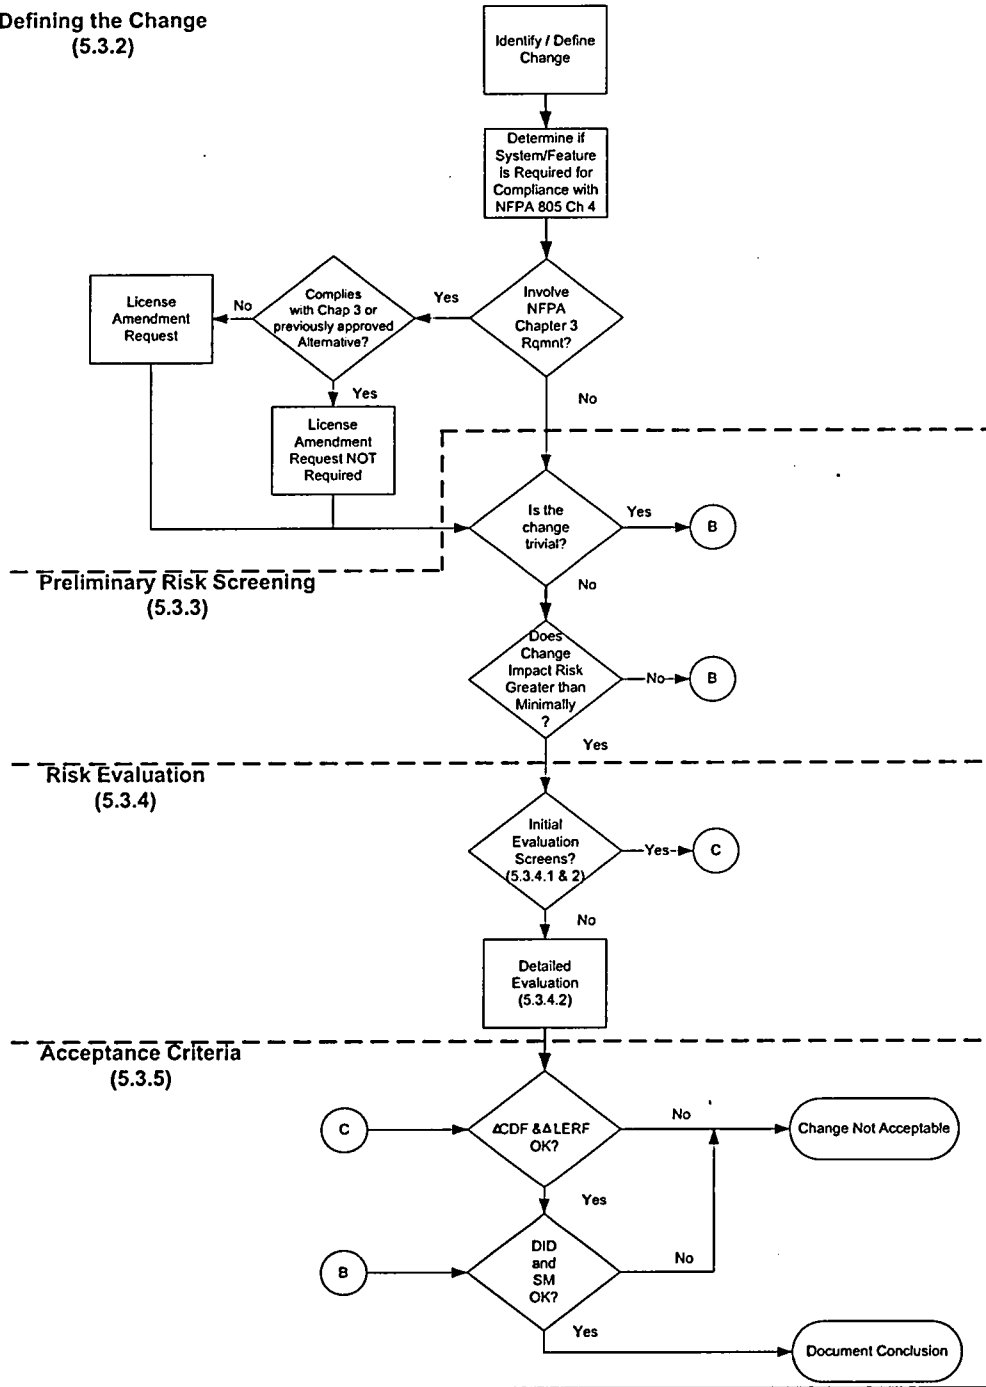 Defining the Change
(5.3.2)
Identify / Define
Change
Determine if
System/Feature
is Required for
Compliance with
NFPA 805 Ch 4
Involve
NFPA
Chapter 3
Rqmnt?
Yes
Complies
with Chap 3 or
previously approved
Alternative?
No
License
Amendment
Request
Yes
License
Amendment
Request NOT
Required
No
Is the
change
trivial?
Yes
B
No
Preliminary Risk Screening
(5.3.3)
Does
Change
Impact Risk
Greater than
Minimally
?
No
B
Yes
Risk Evaluation
(5.3.4)
Initial
Evaluation
Screens?
(5.3.4.1 & 2)
Yes
C
No
Detailed
Evaluation
(5.3.4.2)
Acceptance Criteria
(5.3.5)
C
ΔCDF &Δ LERF
OK?
No
Change Not Acceptable
Yes
B
DID
and
SM
OK?
No
Yes
Document Conclusion